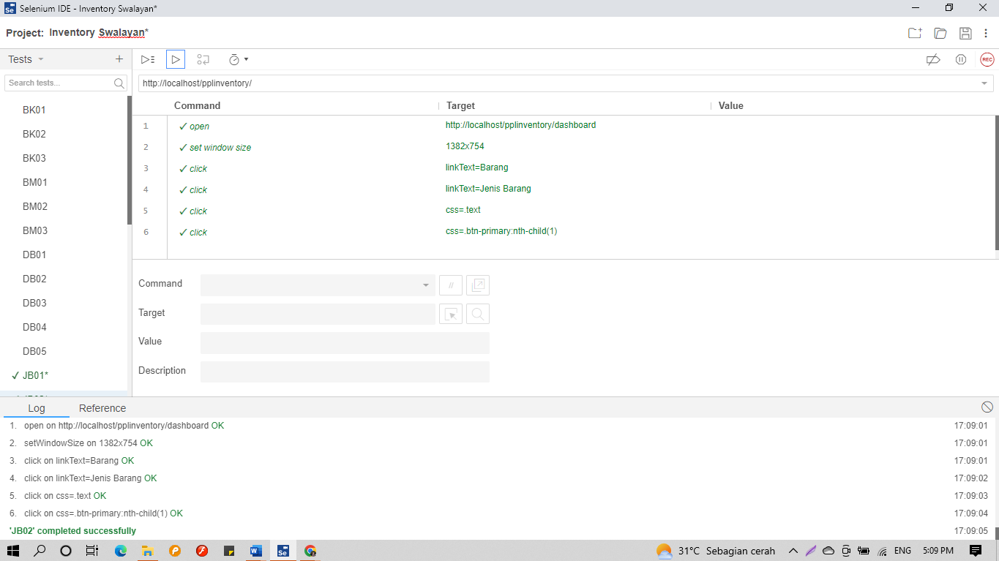 Selenium IDE - Inventory Swalayan*
Project: Inventory Swalayan*
Tests
Search tests...
BK01
BK02
BK03
BM01
BM02
BM03
DB01
DB02
DB03
DB04
DB05
✓ JB01*
REC
http://localhost/pplinventory/
Command Target Value
1 ✓ open http://localhost/pplinventory/dashboard
2 ✓ set window size 1382x754
3 ✓ click linkText=Barang
4 ✓ click linkText=Jenis Barang
5 ✓ click css=.text
6 ✓ click css=.btn-primary:nth-child(1)
Command //
Target
Value
Description
Log Reference
1. open on http://localhost/pplinventory/dashboard OK 17:09:01
2. setWindowSize on 1382x754 OK 17:09:01
3. click on linkText=Barang OK 17:09:01
4. click on linkText=Jenis Barang OK 17:09:02
5. click on css=.text OK 17:09:03
6. click on css=.btn-primary:nth-child(1) OK 17:09:04
'JB02' completed successfully 17:09:05
31°C Sebagian cerah ENG 5:09 PM